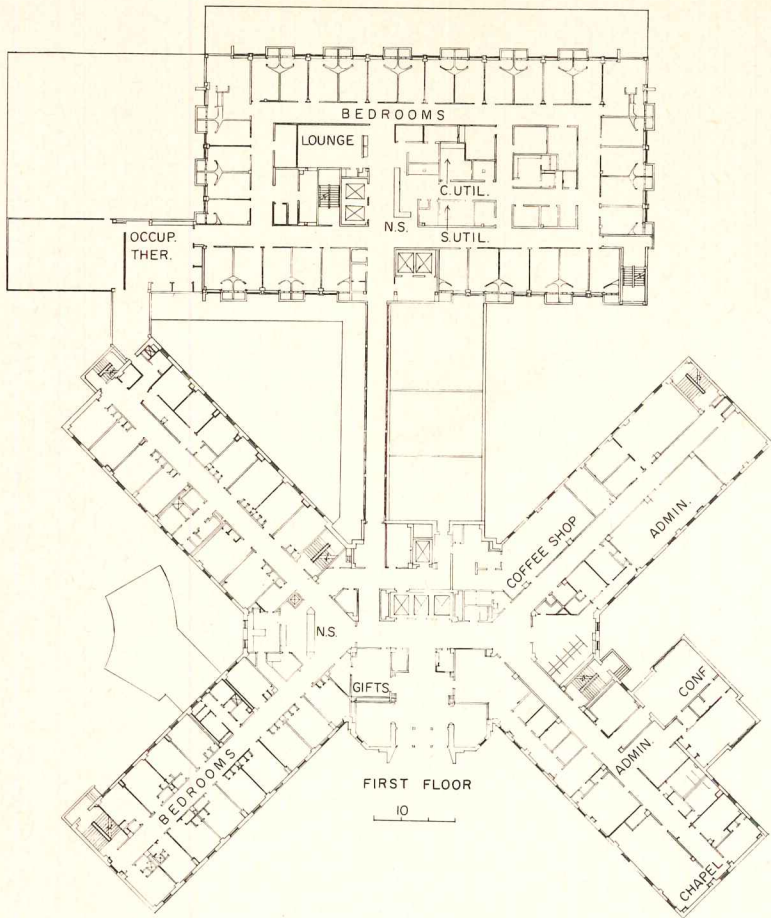 BEDROOMS
LOUNGE
C. UTIL.
N.S.
S. UTIL.
OCCUP.
THER.
COFFEE SHOP
ADMIN.
N.S.
GIFTS
CONF
ADMIN.
BEDROOMS
CHAPEL
FIRST FLOOR
10